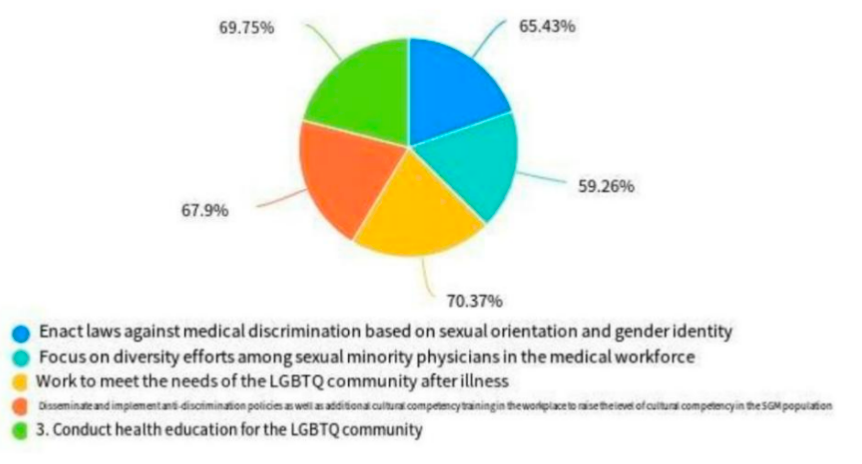 69.75%
65.43%
59.26%
67.9%
70.37%
Enact laws against medical discrimination based on sexual orientation and gender identity
Focus on diversity efforts among sexual minority physicians in the medical workforce
Work to meet the needs of the LGBTQ community after illness
Disseminate and implement anti-discrimination policies as well as additional cultural competency training in the workplace to raise the level of cultural competency in the SGM population
3. Conduct health education for the LGBTQ community